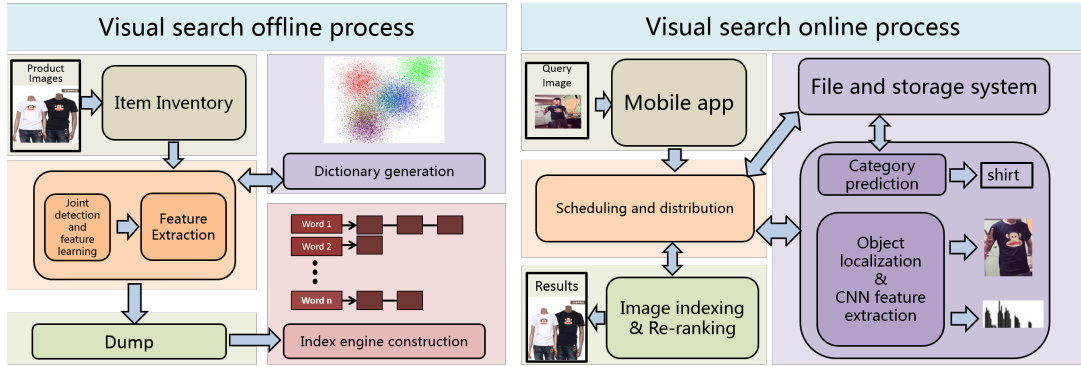 Visual search offline process
Product
Images
Item Inventory
Dictionary generation
Joint
detection
and
feature
learning
Feature
Extraction
Word 1
Word 2
Word n
Dump
Index engine construction
Visual search online process
Query
Image
Mobile app
File and storage system
Scheduling and distribution
Category
prediction
shirt
Object
localization
&
CNN feature
extraction
Results
Image indexing
& Re-ranking